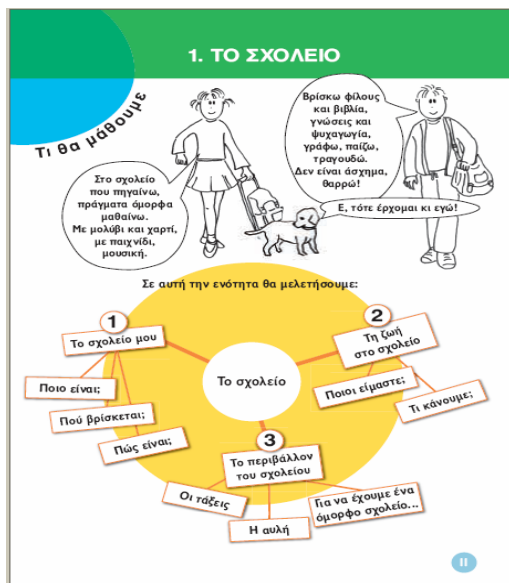 1. ΤΟ ΣΧΟΛΕΙΟ
Τι θα μάθουμε
Στο σχολείο
που πηγαίνω,
πράγματα όμορφα
μαθαίνω.
Με μολύβι και χαρτί,
με παιχνίδι,
μουσική.
Βρίσκω φίλους
και βιβλία,
γνώσεις και
ψυχαγωγία,
γράφω, παίζω,
τραγουδώ.
Δεν είναι άσχημα,
θαρρώ!
Ε, τότε έρχομαι κι εγώ!
Σε αυτή την ενότητα θα μελετήσουμε:
Το σχολείο
1
Το σχολείο μου
Ποιο είναι;
Πού βρίσκεται;
Πώς είναι;
2
Τη ζωή
στο σχολείο
Ποιοι είμαστε;
Τι κάνουμε;
3
Το περιβάλλον
του σχολείου
Οι τάξεις
Η αυλή
Για να έχουμε ένα
όμορφο σχολείο...
11